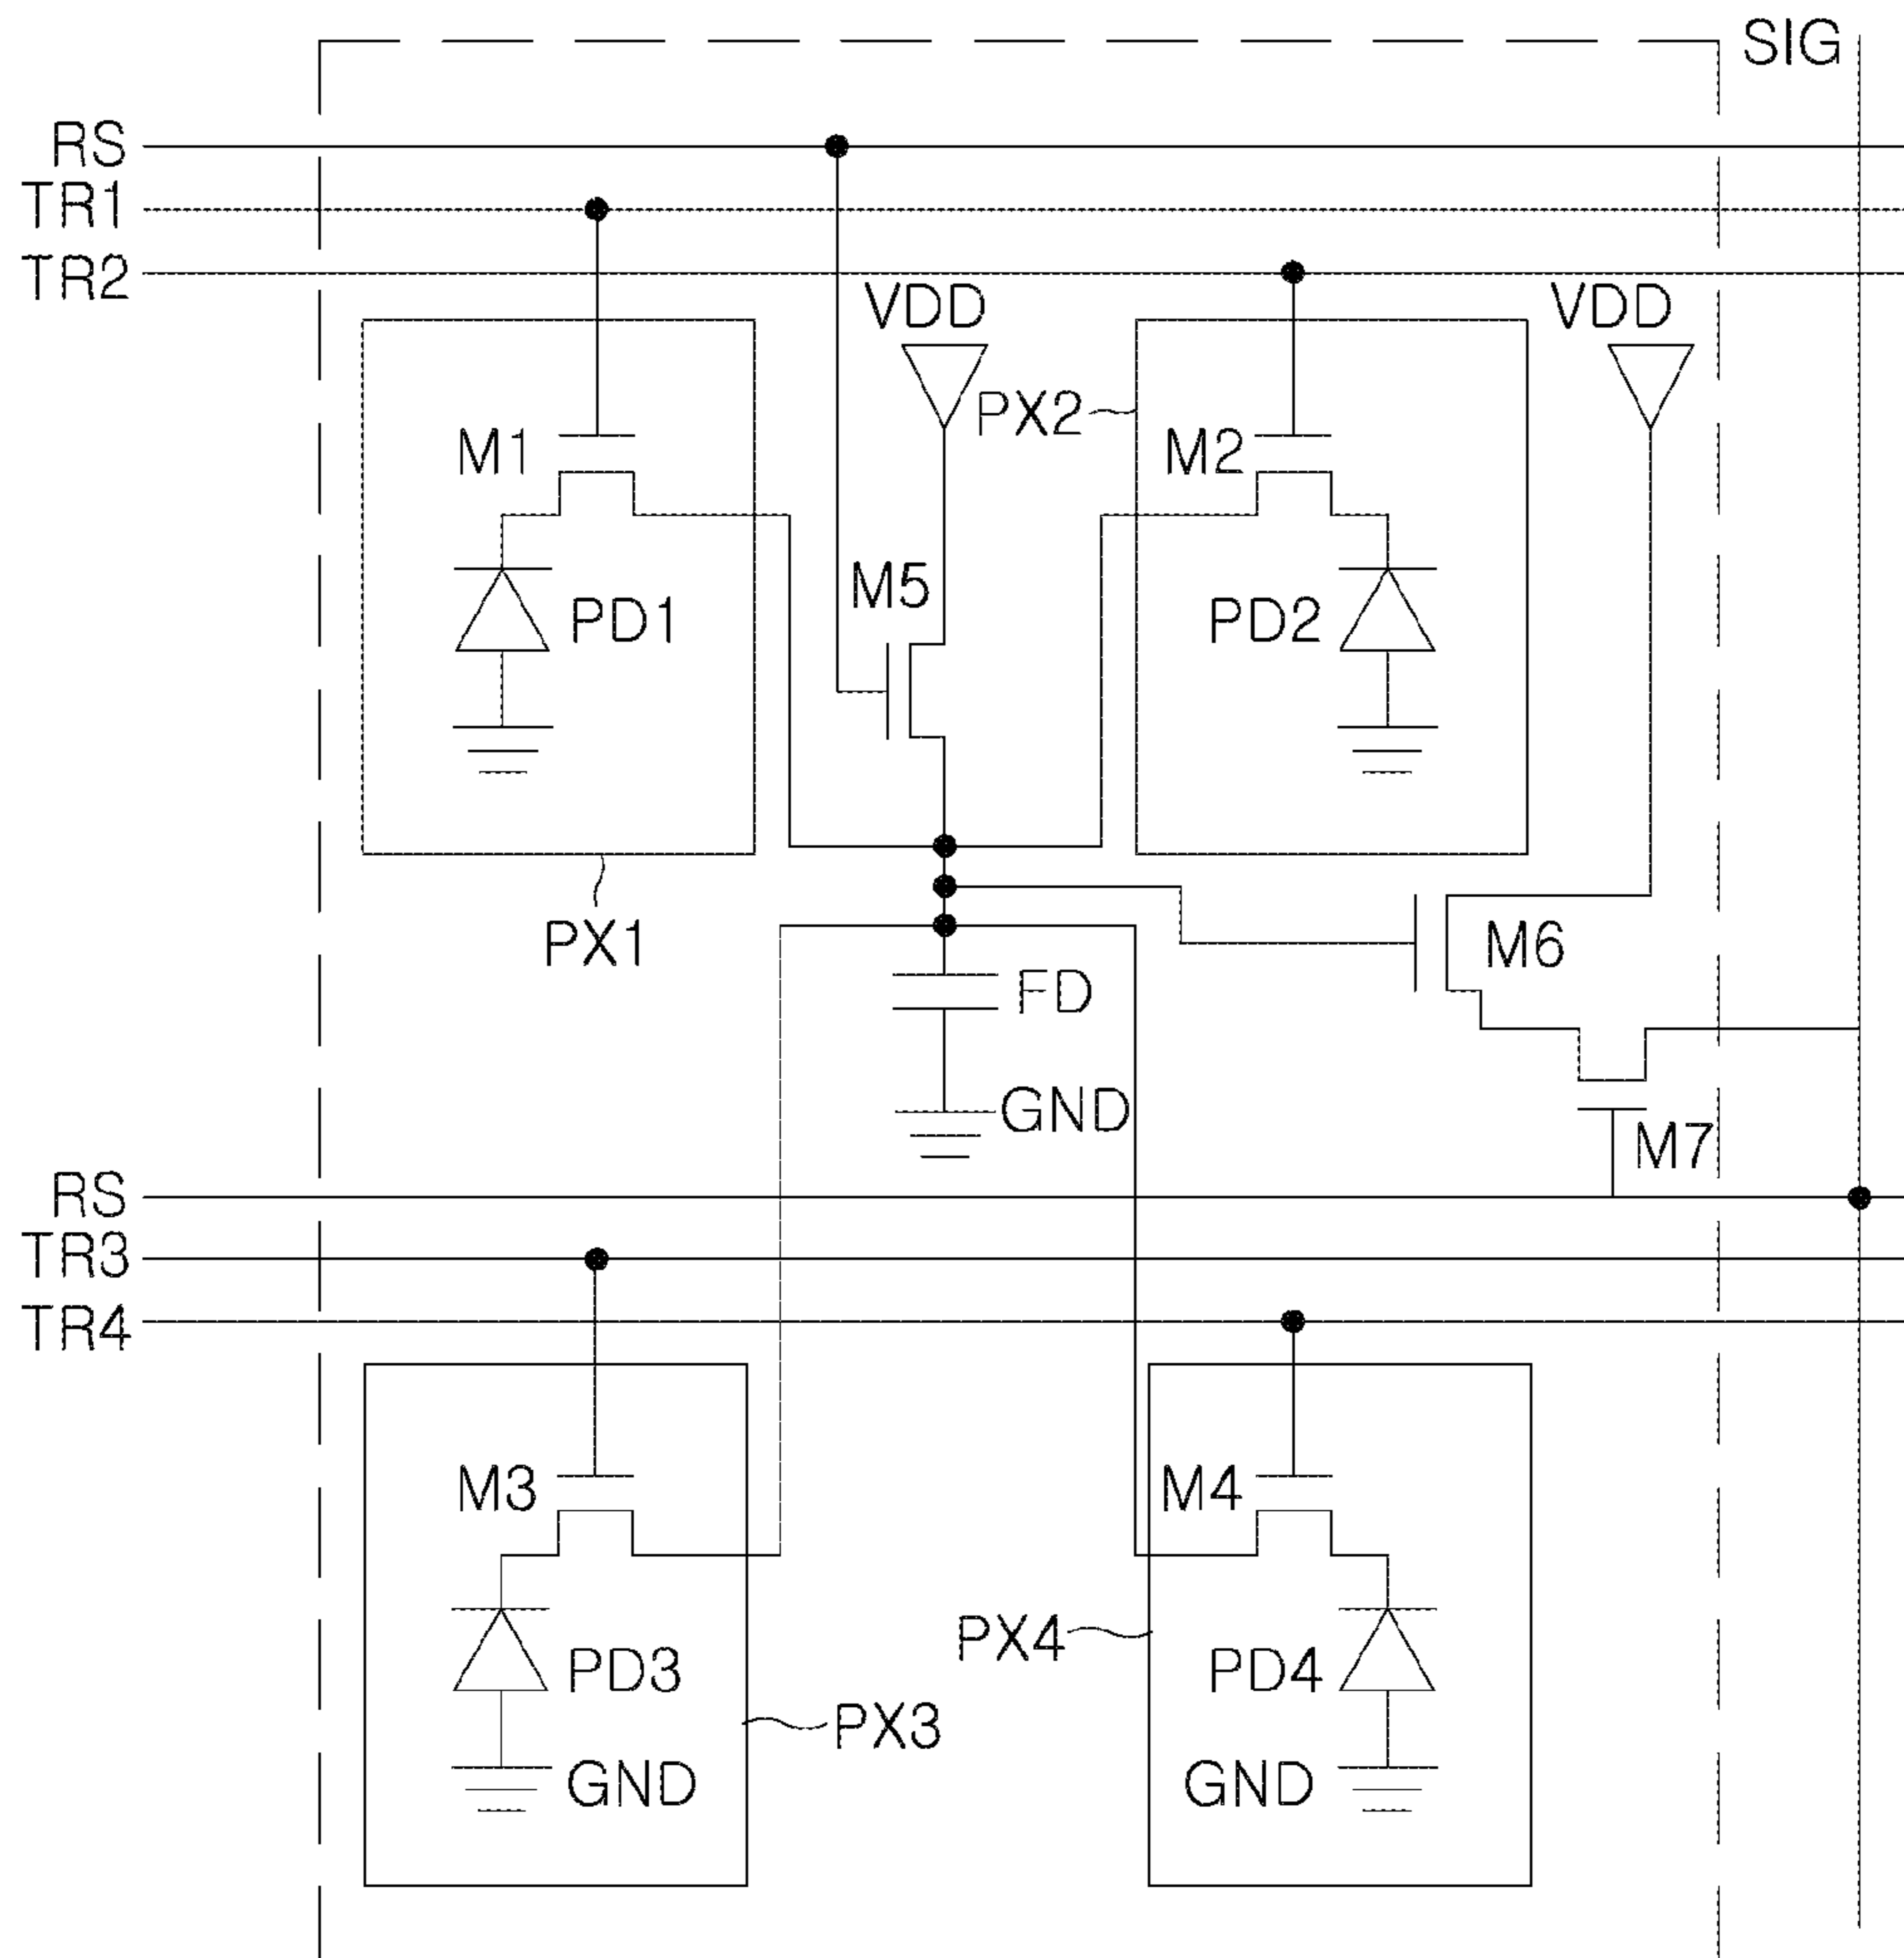 SIG
RS
TR1
TR2
VDD
VDD
PX2
M1
M2
M5
PD1
PD2
PX1
M6
FD
GND
M7
RS
TR3
TR4
M3
M4
PX4
PD3
PD4
PX3
GND
GND